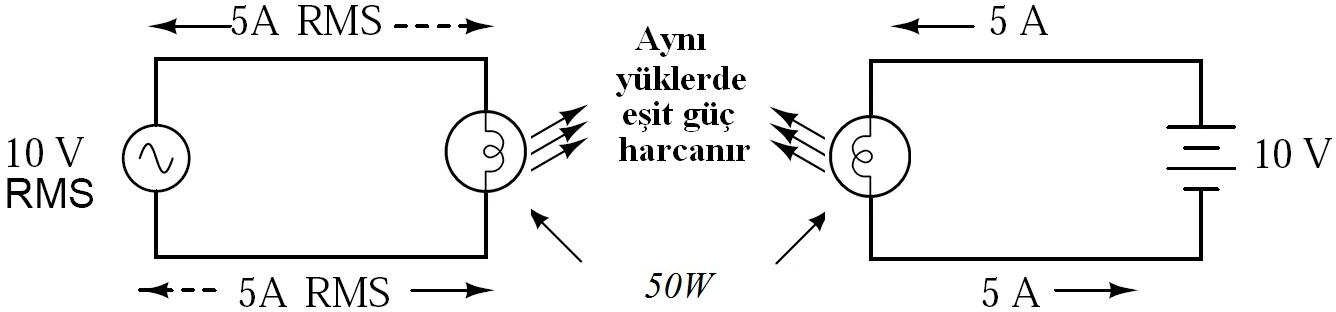 5A RMS
5 A
Aynı
yüklerde
eşit güç
harcanır
10 V
RMS
10 V
5A RMS
50W
5 A